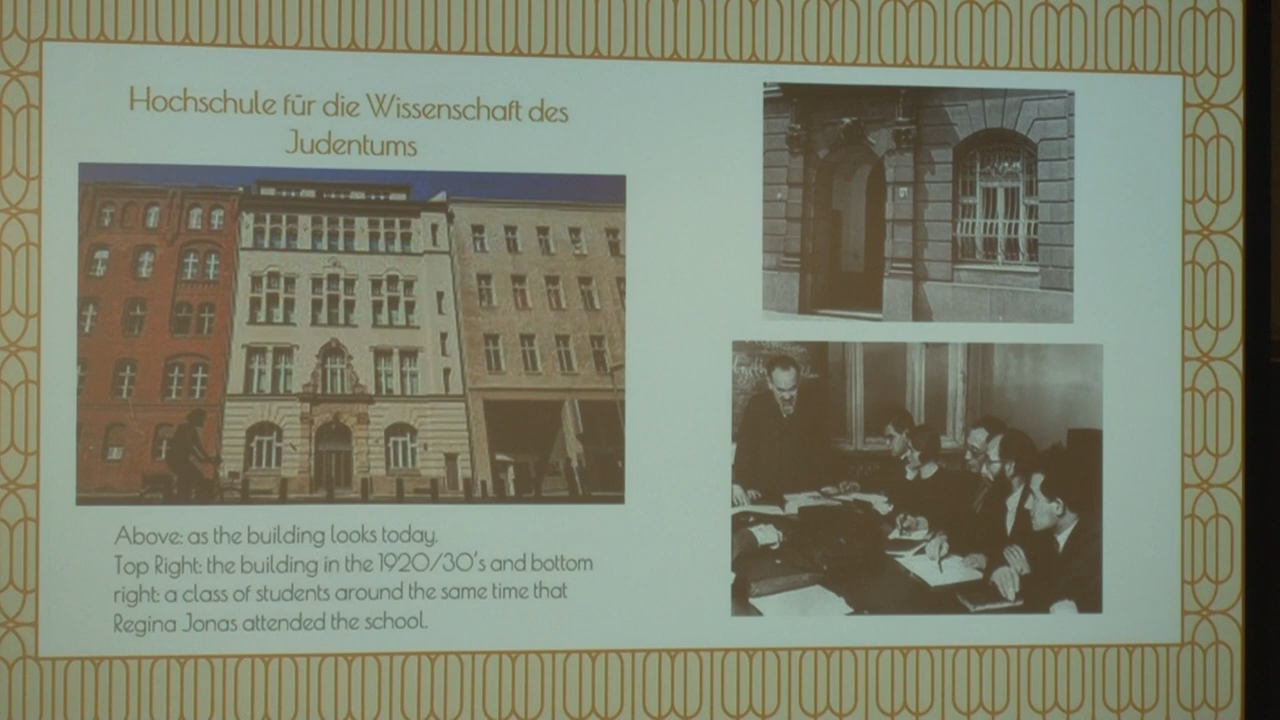 Hochschule für die Wissenschaft des
Judentums
Above: as the building looks today.
Top Right: the building in the 1920/30's and bottom
right: a class of students around the same time that
Regina Jonas attended the school.